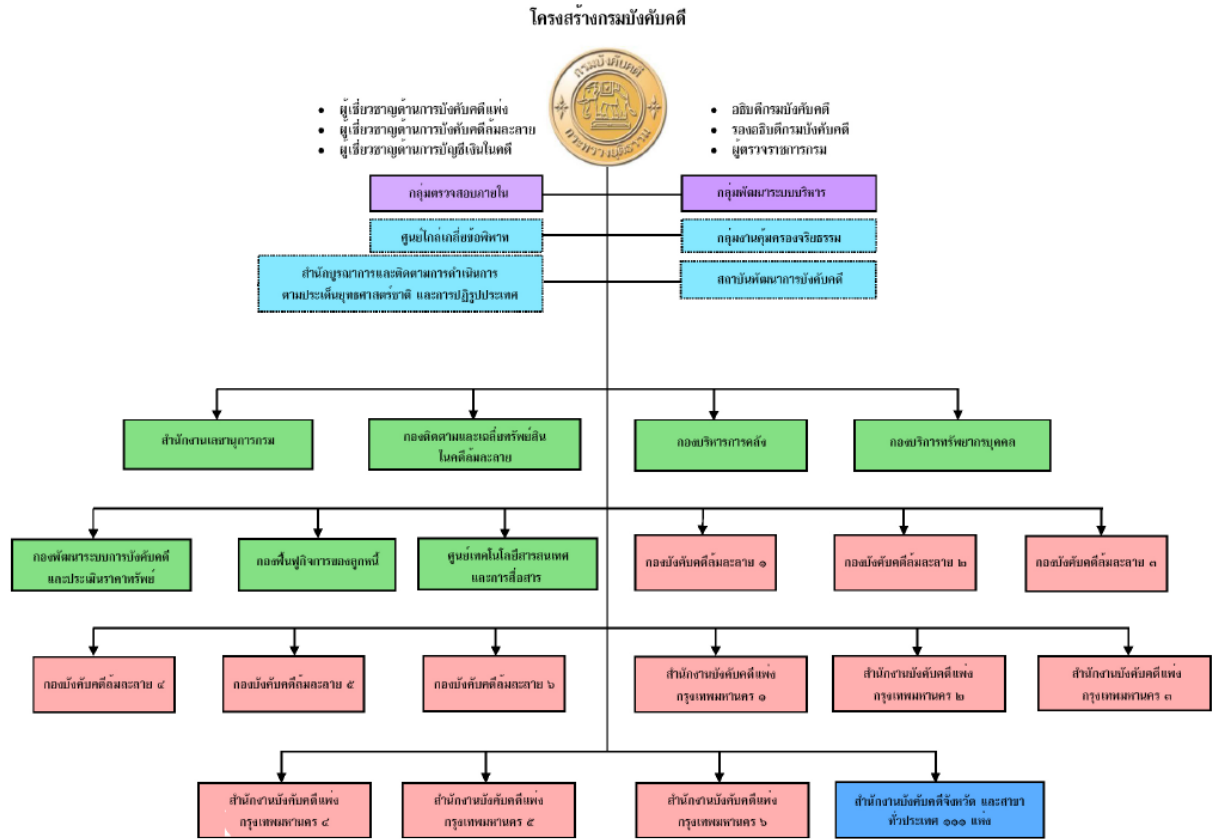 โครงสร้างกรมบังคับคดี
กรมบังคับคดี
กระทรวงยุติธรรม
• ผู้เชี่ยวชาญด้านการบังคับคดีแพ่ง
• ผู้เชี่ยวชาญด้านการบังคับคดีล้มละลาย
• ผู้เชี่ยวชาญด้านการบัญชีเงินในคดี
• อธิบดีกรมบังคับคดี
• รองอธิบดีกรมบังคับคดี
• ผู้ตรวจราชการกรม
กลุ่มตรวจสอบภายใน
กลุ่มพัฒนาระบบบริหาร
ศูนย์ไกล่เกลี่ยข้อพิพาท
กลุ่มงานคุ้มครองจริยธรรม
สำนักบูรณาการและติดตามการดำเนินการ
ตามประเด็นยุทธศาสตร์ชาติ และการปฏิรูปประเทศ
สถาบันพัฒนาการบังคับคดี
สำนักงานเลขานุการกรม
กองติดตามและเฉลี่ยทรัพย์สิน
ในคดีล้มละลาย
กองบริหารการคลัง
กองบริการทรัพยากรบุคคล
กองพัฒนาระบบการบังคับคดี
และประเมินราคาทรัพย์
กองฟื้นฟูกิจการของลูกหนี้
ศูนย์เทคโนโลยีสารสนเทศ
และการสื่อสาร
กองบังคับคดีล้มละลาย ๑
กองบังคับคดีล้มละลาย ๒
กองบังคับคดีล้มละลาย ๓
กองบังคับคดีล้มละลาย ๔
กองบังคับคดีล้มละลาย ๕
กองบังคับคดีล้มละลาย ๖
สำนักงานบังคับคดีแพ่ง
กรุงเทพมหานคร ๑
สำนักงานบังคับคดีแพ่ง
กรุงเทพมหานคร ๒
สำนักงานบังคับคดีแพ่ง
กรุงเทพมหานคร ๓
สำนักงานบังคับคดีแพ่ง
กรุงเทพมหานคร ๔
สำนักงานบังคับคดีแพ่ง
กรุงเทพมหานคร ๕
สำนักงานบังคับคดีแพ่ง
กรุงเทพมหานคร ๖
สำนักงานบังคับคดีจังหวัด และสาขา
ทั่วประเทศ ๑๑๑ แห่ง